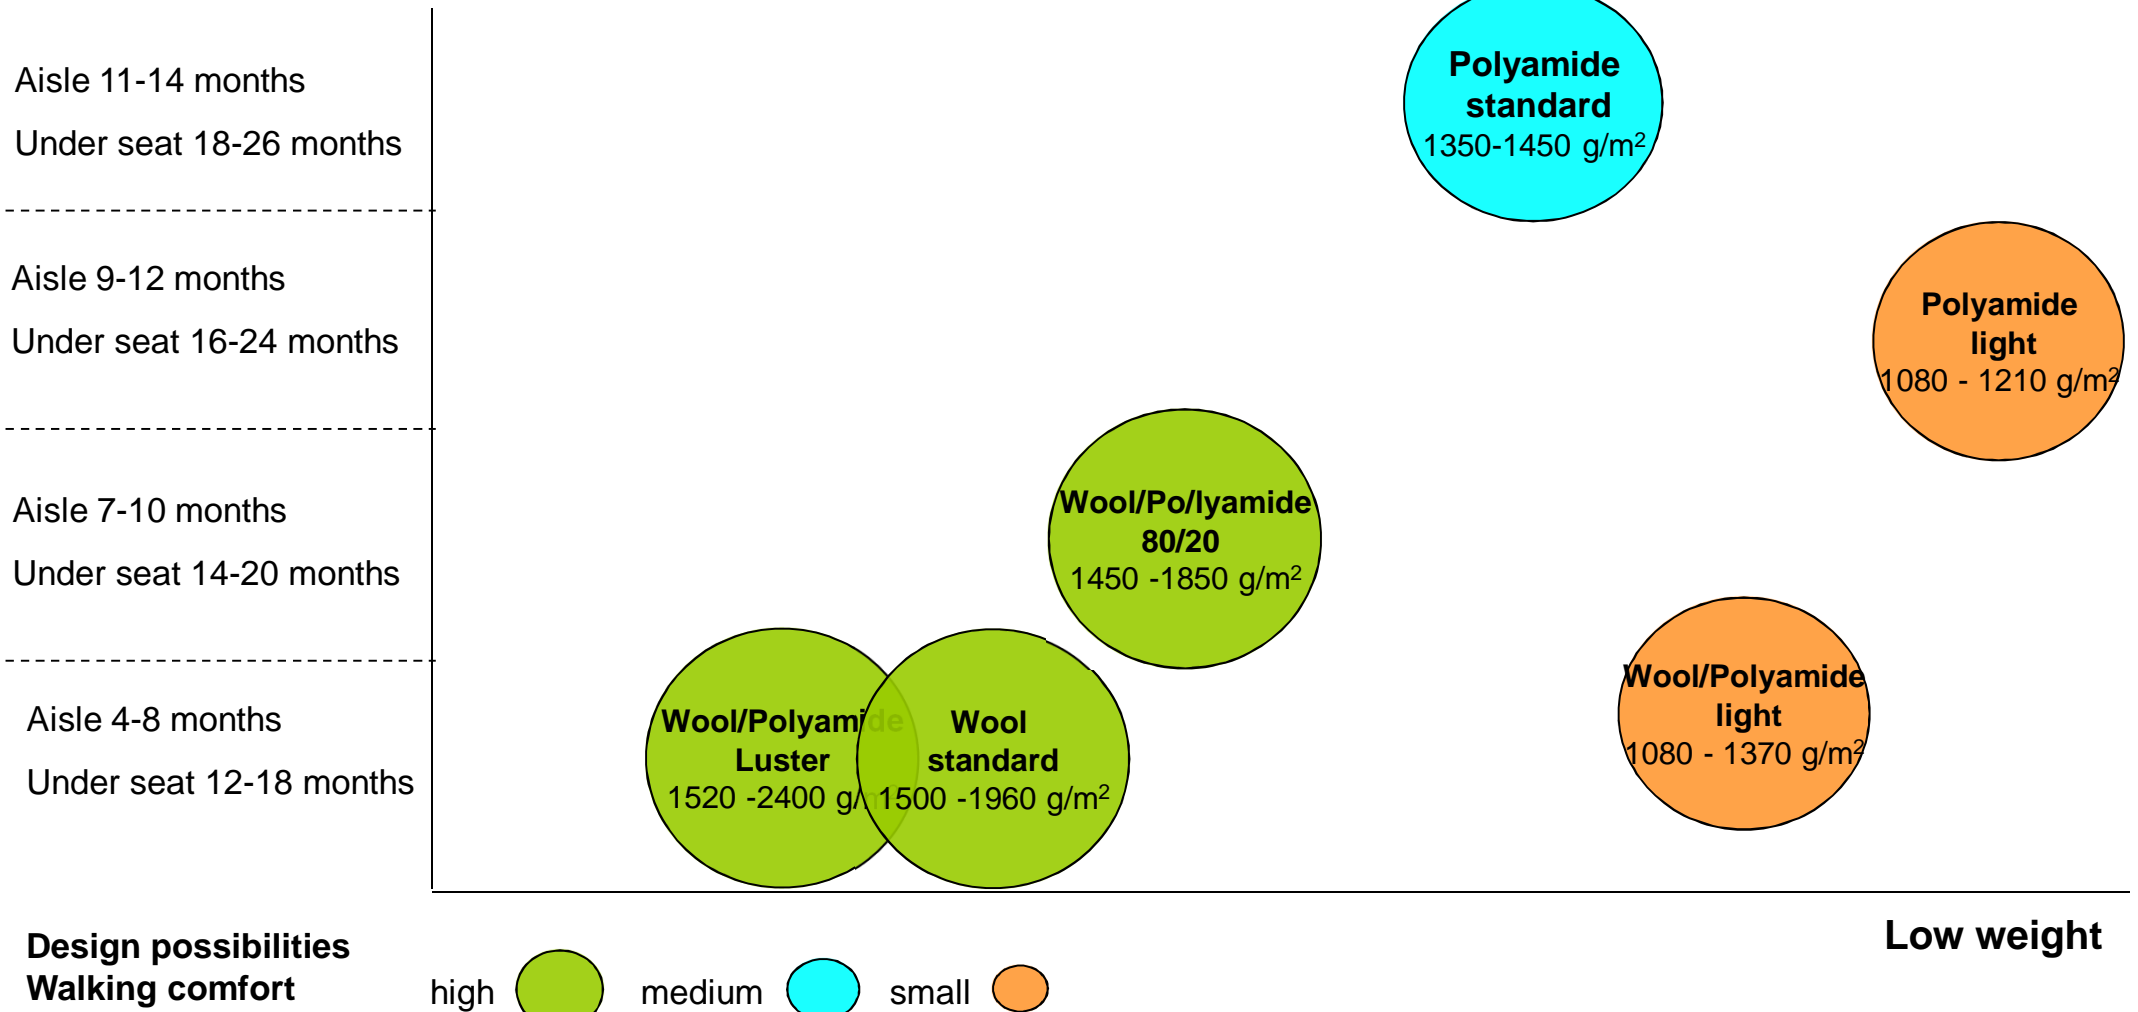 Aisle 11-14 months
Under seat 18-26 months
Polyamide
standard
1350-1450 g/m²
Aisle 9-12 months
Under seat 16-24 months
Polyamide
light
1080 - 1210 g/m²
Aisle 7-10 months
Under seat 14-20 months
Wool/Po/lyamide
80/20
1450 -1850 g/m²
Aisle 4-8 months
Under seat 12-18 months
Wool/Polyamide
Luster
1520 -2400 g/m
Wool
standard
1500 -1960 g/m²
Wool/Polyamide
light
1080 - 1370 g/m²
Low weight
Design possibilities
Walking comfort
high
medium
small